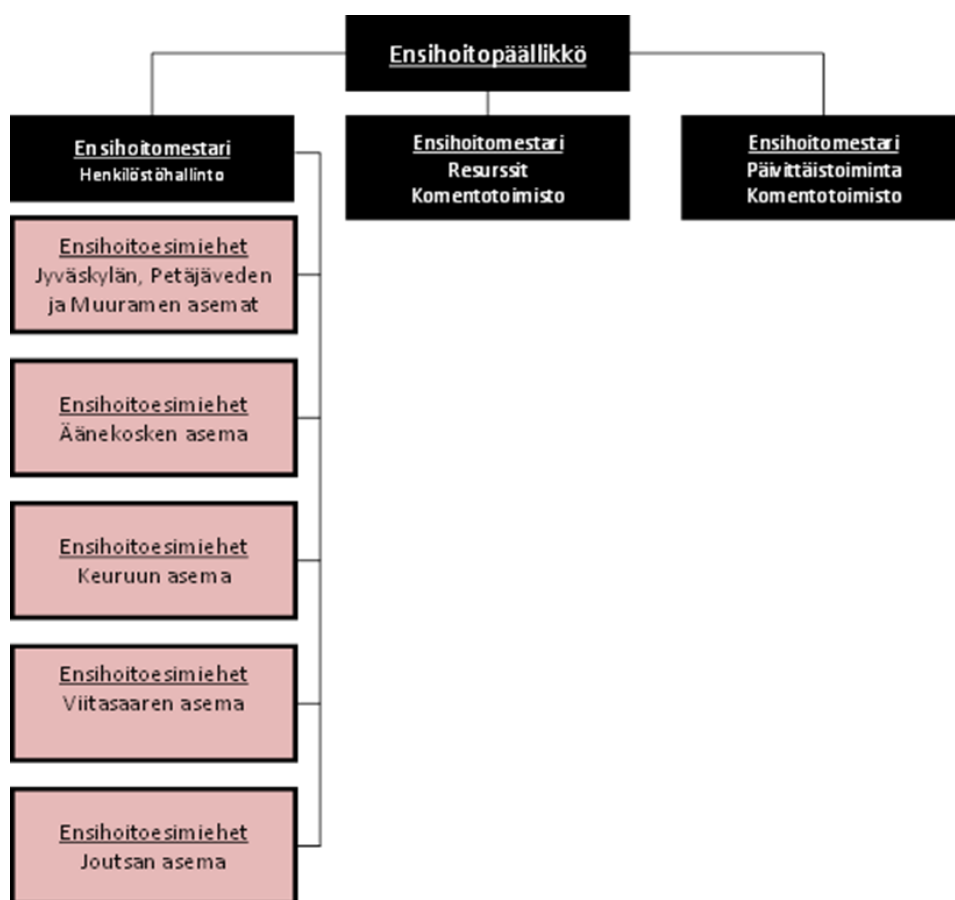 Ensihoitopäällikkö
Ensihoitomestari
Henkilöstöhallinto
Ensihoitomestari
Resurssit
Komentotoimisto
Ensihoitomestari
Päivittäistoiminta
Komentotoimisto
Ensihoitoesimiehet
Jyväskylän, Petäjäveden
ja Muuramen asemat
Ensihoitoesimiehet
Äänekosken asema
Ensihoitoesimiehet
Keuruun asema
Ensihoitoesimiehet
Viitasaaren asema
Ensihoitoesimiehet
Joutsan asema